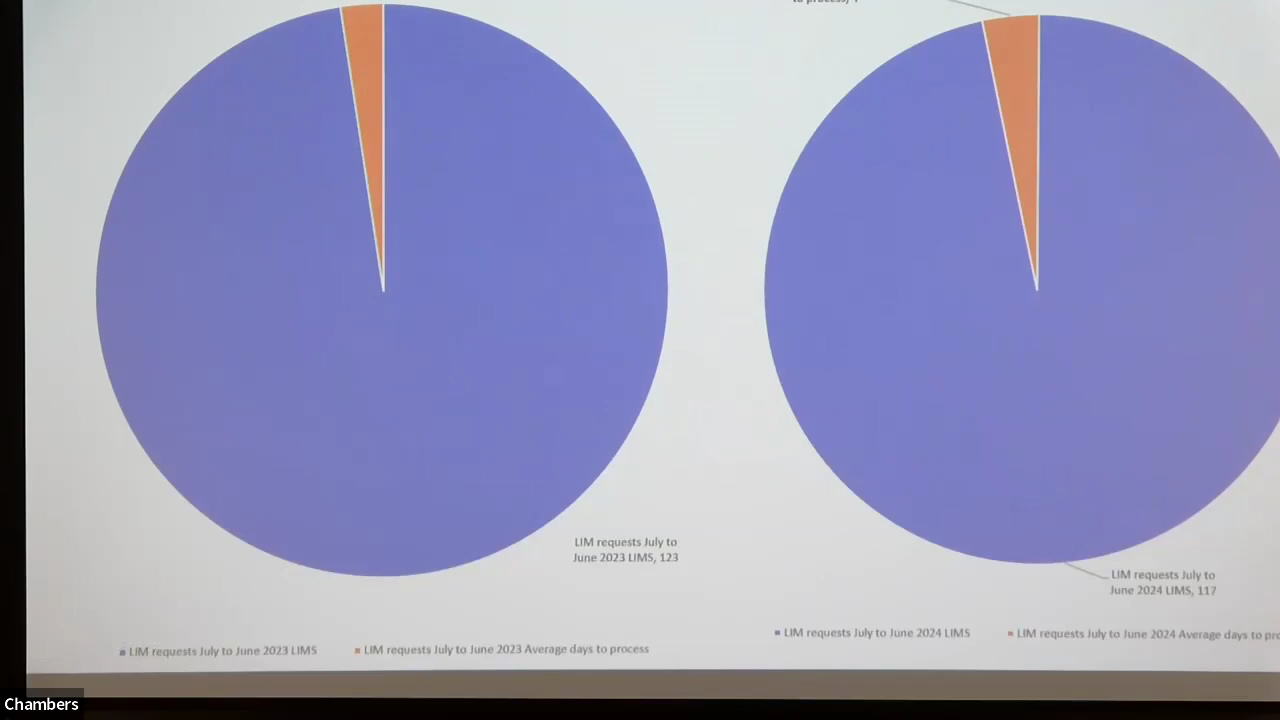 LIM requests July to
June 2023 LIMS, 123
LIM requests July to June 2023 LIMS
LIM requests July to June 2023 Average days to process
LIM requests July to
June 2024 LIMS, 117
LIM requests July to June 2024 LIMS
LIM requests July to June 2024 Average days to
Chambers